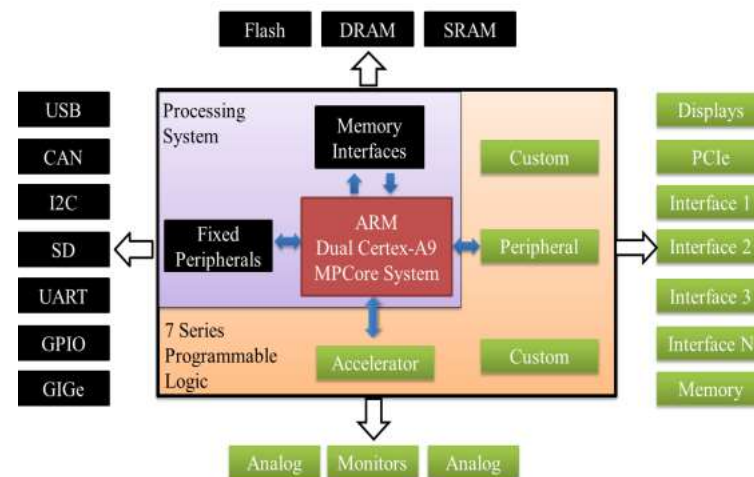 Flash
DRAM
SRAM
USB
CAN
I2C
SD
UART
GPIO
GIGe
Processing
System
Memory
Interfaces
Fixed
Peripherals
ARM
Dual Certex-A9
MPCore System
Custom
Peripheral
Custom
7 Series
Programmable
Logic
Accelerator
Displays
PCIe
Interface 1
Interface 2
Interface 3
Interface N
Memory
Analog
Monitors
Analog